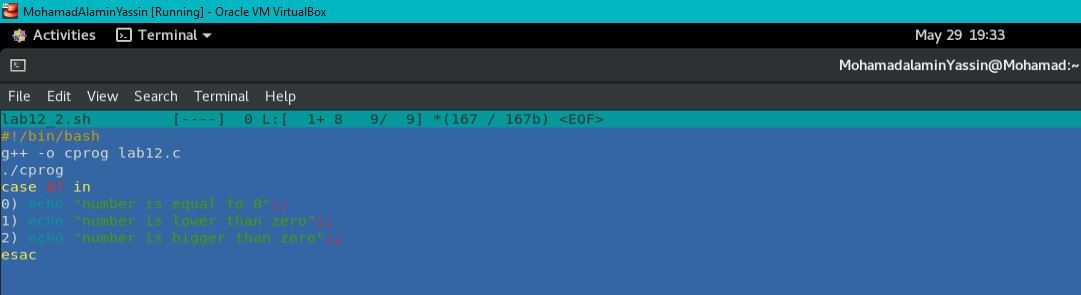 MohamadAlaminYassin [Running] - Oracle VM VirtualBox
Activities Terminal May 29 19:33
MohamadalaminYassin@Mohamad:~
File Edit View Search Terminal Help
lab12_2.sh [----] 0 L:[ 1+ 8 9/ 9] *(167 / 167b) <EOF>
#!/bin/bash
g++ -o cprog lab12.c
./cprog
case $? in
0) echo "number is equal to 0";;
1) echo "number is lower than zero";;
2) echo "number is bigger than zero";;
esac